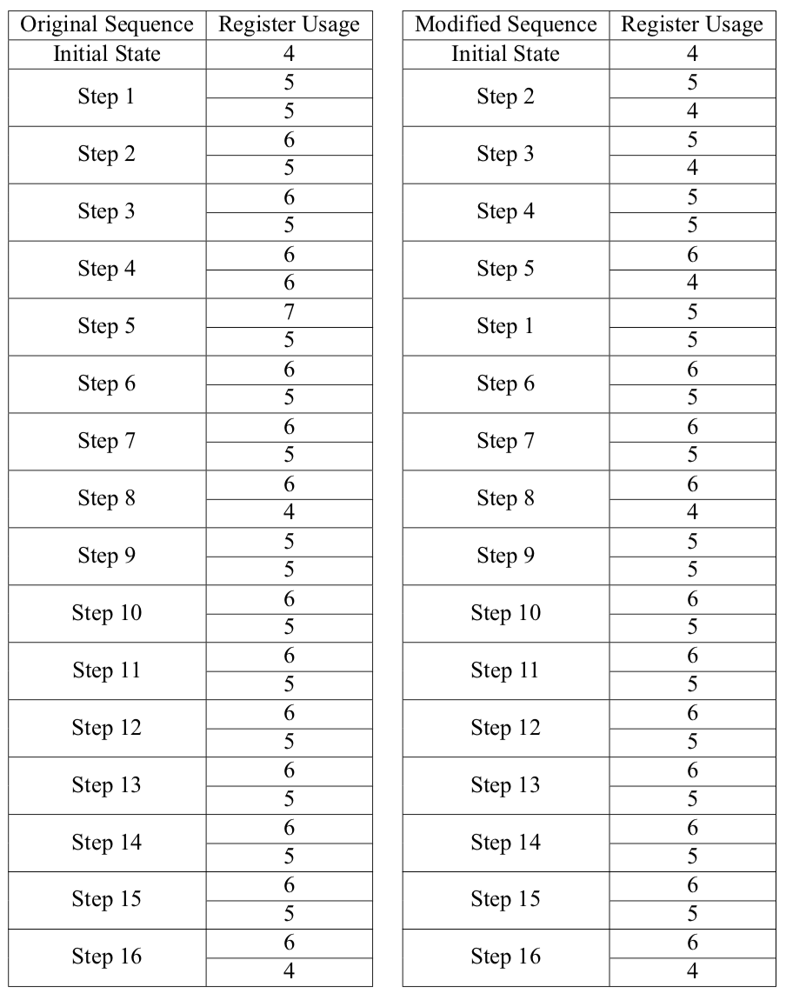 Original Sequence Register Usage
Initial State 4
Step 1 5
5
Step 2 6
5
Step 3 6
5
Step 4 6
6
Step 5 7
5
Step 6 6
5
Step 7 6
5
Step 8 6
4
Step 9 5
5
Step 10 6
5
Step 11 6
5
Step 12 6
5
Step 13 6
5
Step 14 6
5
Step 15 6
5
Step 16 6
4
Modified Sequence Register Usage
Initial State 4
Step 2 5
4
Step 3 5
4
Step 4 5
5
Step 5 6
4
Step 1 5
5
Step 6 6
5
Step 7 6
5
Step 8 6
4
Step 9 5
5
Step 10 6
5
Step 11 6
5
Step 12 6
5
Step 13 6
5
Step 14 6
5
Step 15 6
5
Step 16 6
4